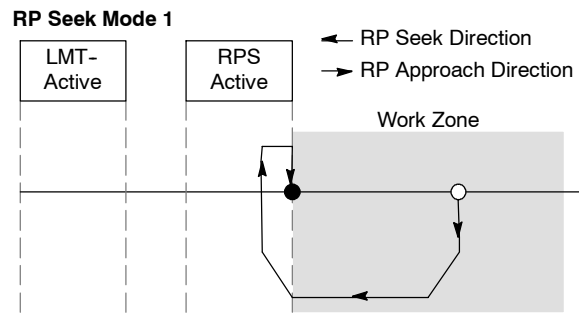 RP Seek Mode 1
LMT-
Active
RPS
Active
RP Seek Direction
RP Approach Direction
Work Zone